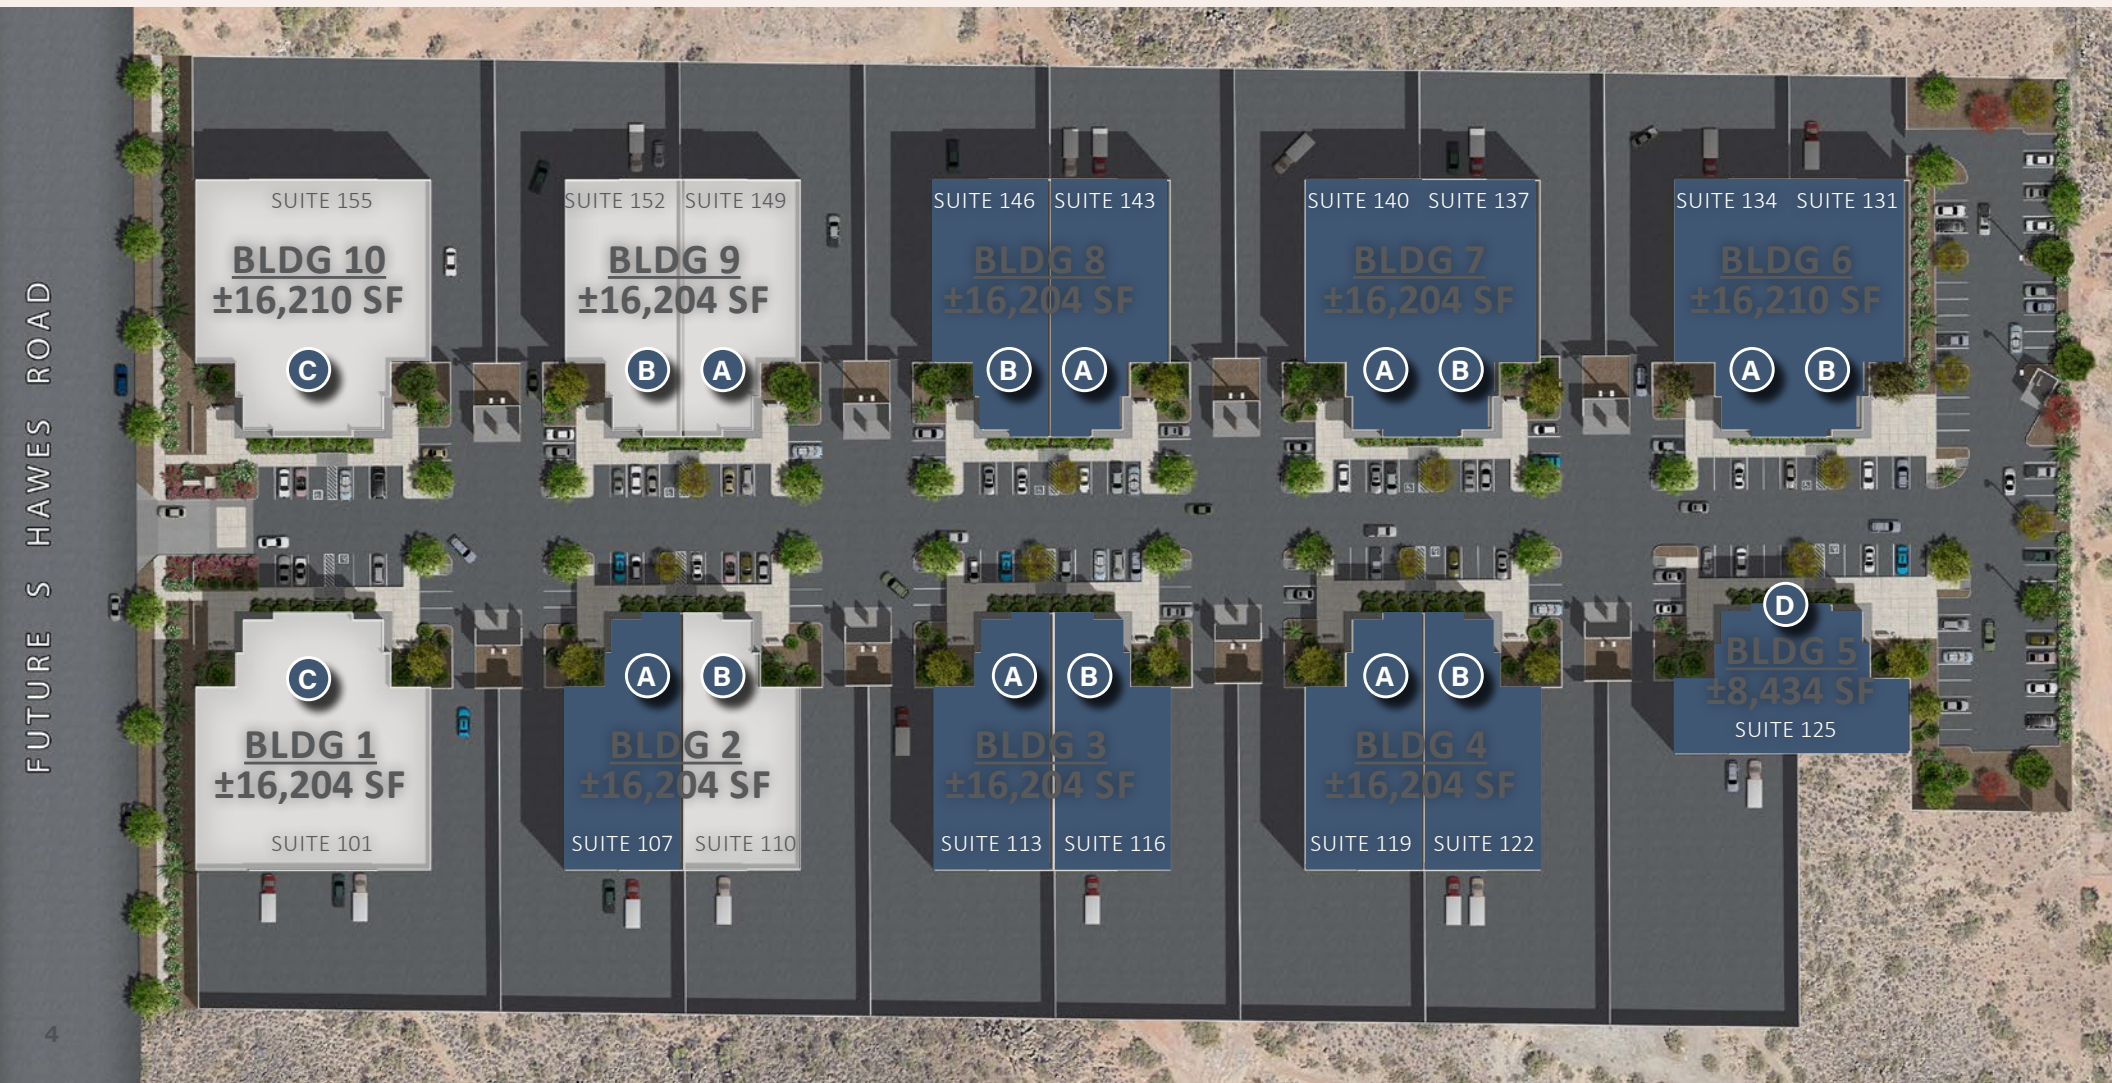 FUTURE S HAWES ROAD
SUITE 155
BLDG 10
±16,210 SF
C
SUITE 152 SUITE 149
BLDG 9
±16,204 SF
B A
SUITE 146 SUITE 143
BLDG 8
±16,204 SF
B A
SUITE 140 SUITE 137
BLDG 7
±16,204 SF
A B
SUITE 134 SUITE 131
BLDG 6
±16,210 SF
A B
C
BLDG 1
±16,204 SF
SUITE 101
A B
BLDG 2
±16,204 SF
SUITE 107 SUITE 110
A B
BLDG 3
±16,204 SF
SUITE 113 SUITE 116
A B
BLDG 4
±16,204 SF
SUITE 119 SUITE 122
D
BLDG 5
±8,434 SF
SUITE 125
4